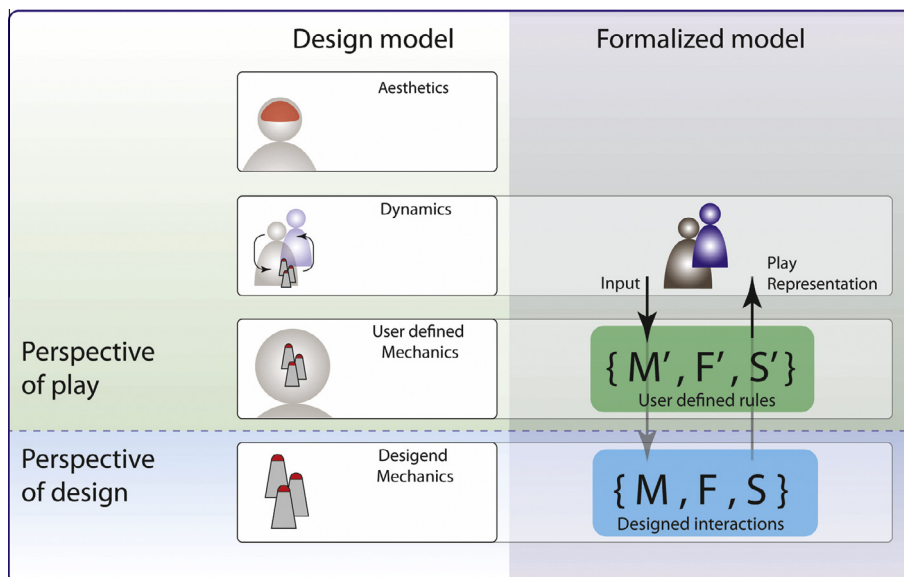 Design model
Formalized model
Aesthetics
Dynamics
Input
Play
Representation
Perspective
of play
User defined
Mechanics
{ M′, F′, S′}
User defined rules
Perspective
of design
Desigend
Mechanics
{ M , F , S }
Designed interactions